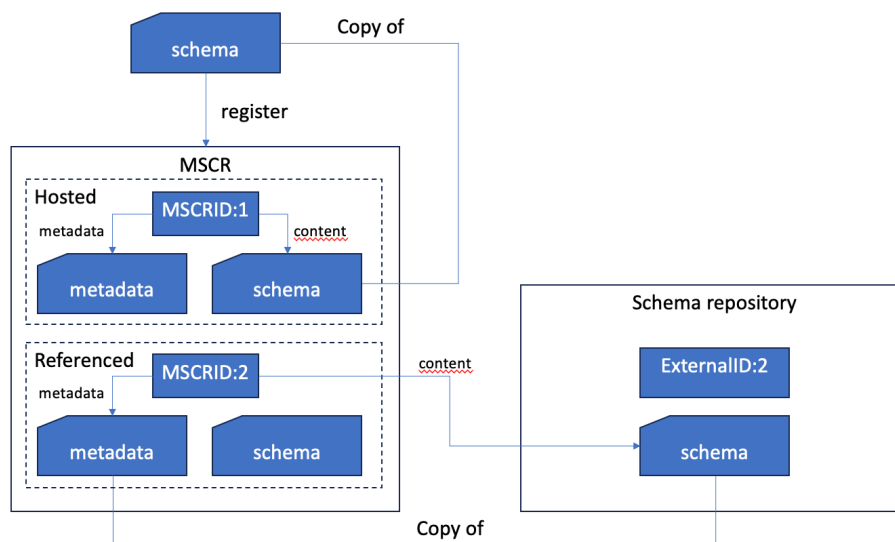 schema
Copy of
register
MSCR
Hosted
MSCRID:1
metadata
content
metadata
schema
Schema repository
Referenced
MSCRID:2
content
ExternalID:2
metadata
metadata
schema
schema
Copy of